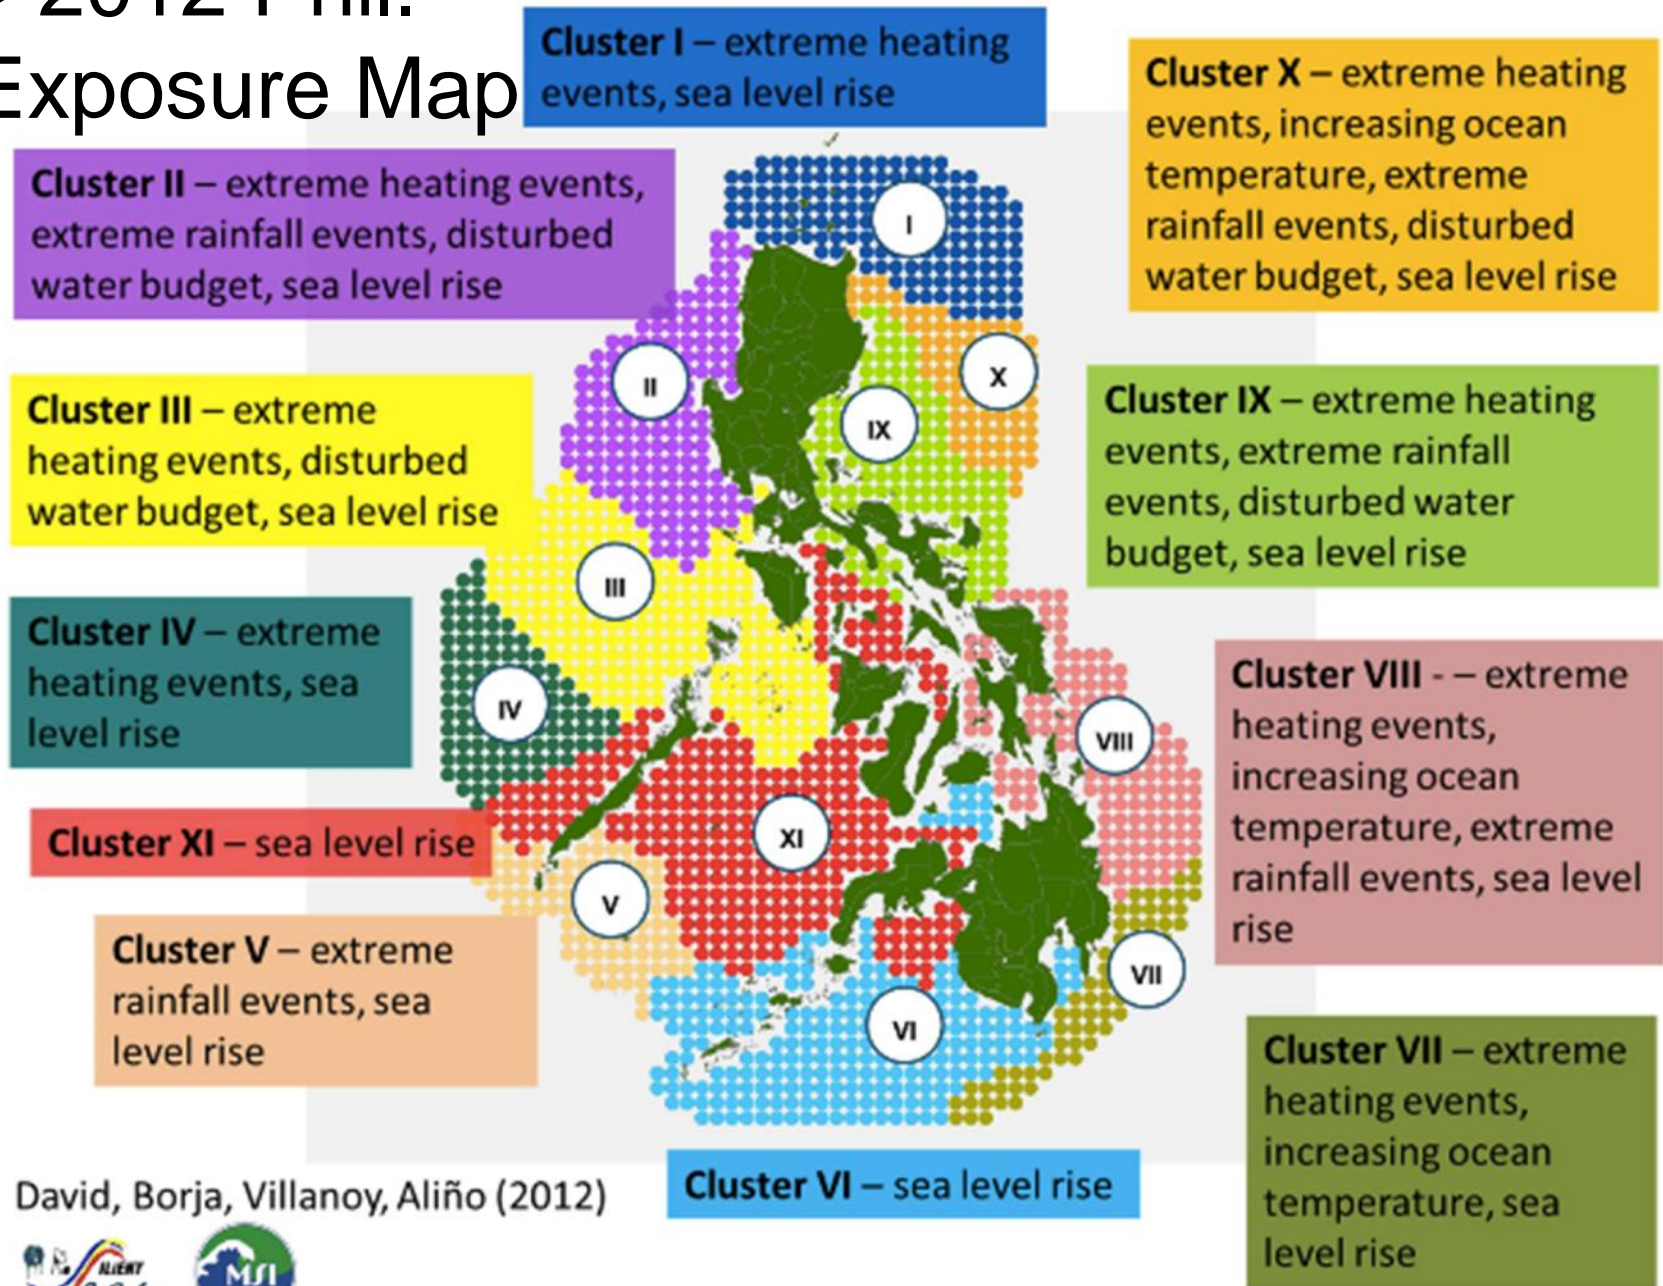 2012 Phil.
Exposure Map
Cluster I – extreme heating
events, sea level rise
Cluster X – extreme heating
events, increasing ocean
temperature, extreme
rainfall events, disturbed
water budget, sea level rise
Cluster II – extreme heating events,
extreme rainfall events, disturbed
water budget, sea level rise
Cluster III – extreme
heating events, disturbed
water budget, sea level rise
Cluster IX – extreme heating
events, extreme rainfall
events, disturbed water
budget, sea level rise
Cluster IV – extreme
heating events, sea
level rise
Cluster VIII - – extreme
heating events,
increasing ocean
temperature, extreme
rainfall events, sea level
rise
Cluster XI – sea level rise
Cluster V – extreme
rainfall events, sea
level rise
Cluster VII – extreme
heating events,
increasing ocean
temperature, sea
level rise
Cluster VI – sea level rise
I
II
X
IX
III
IV
VIII
XI
V
VII
VI
David, Borja, Villanoy, Aliño (2012)
MSI